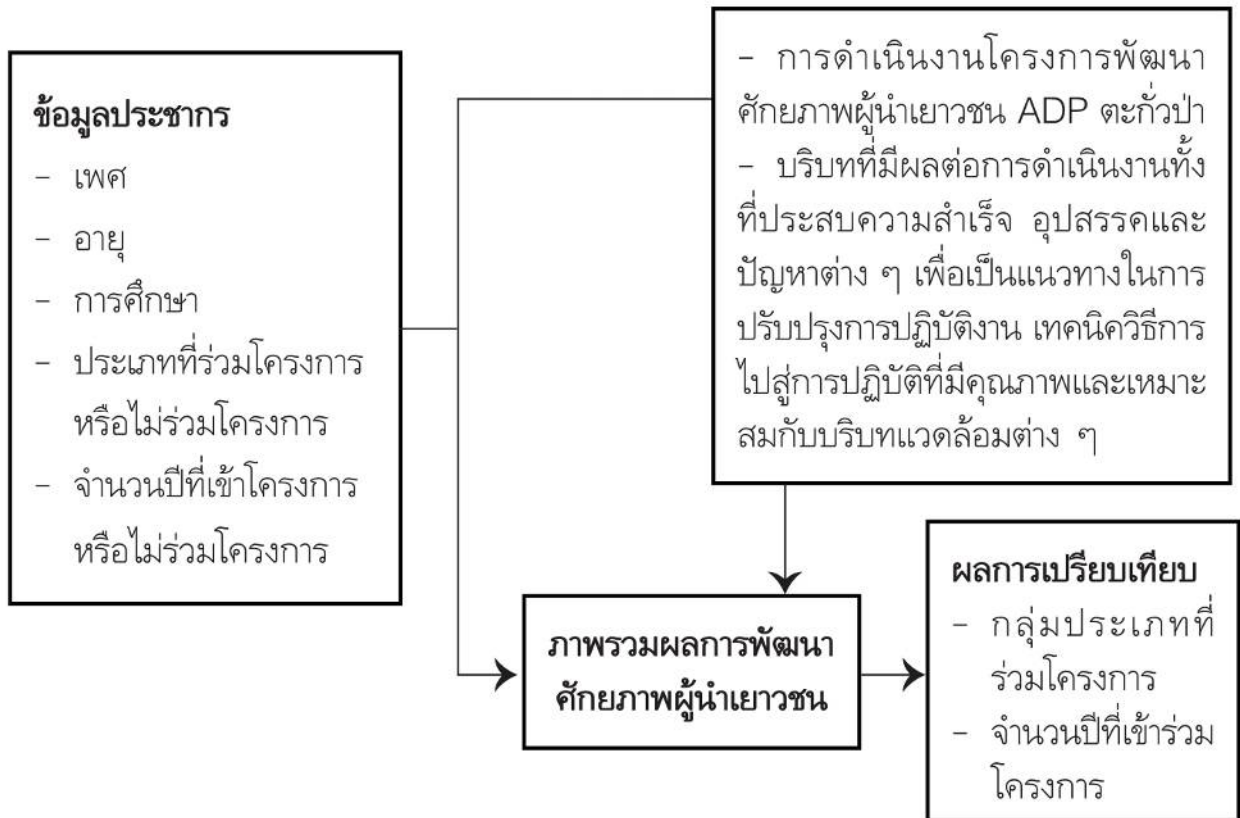 ข้อมูลประชากร
- เพศ
- อายุ
- การศึกษา
- ประเภทที่ร่วมโครงการ
หรือไม่ร่วมโครงการ
- จำนวนปีที่เข้าโครงการ
หรือไม่ร่วมโครงการ
- การดำเนินงานโครงการพัฒนา
ศักยภาพผู้นำเยาวชน ADP ตะกั่วป่า
- บริบทที่มีผลต่อการดำเนินงานทั้ง
ที่ประสบความสำเร็จ อุปสรรคและ
ปัญหาต่าง ๆ เพื่อเป็นแนวทางในการ
ปรับปรุงการปฏิบัติงาน เทคนิควิธีการ
ไปสู่การปฏิบัติที่มีคุณภาพและเหมาะ
สมกับบริบทแวดล้อมต่าง ๆ
ภาพรวมผลการพัฒนา
ศักยภาพผู้นำเยาวชน
ผลการเปรียบเทียบ
- กลุ่มประเภทที่
ร่วมโครงการ
- จำนวนปีที่เข้าร่วม
โครงการ